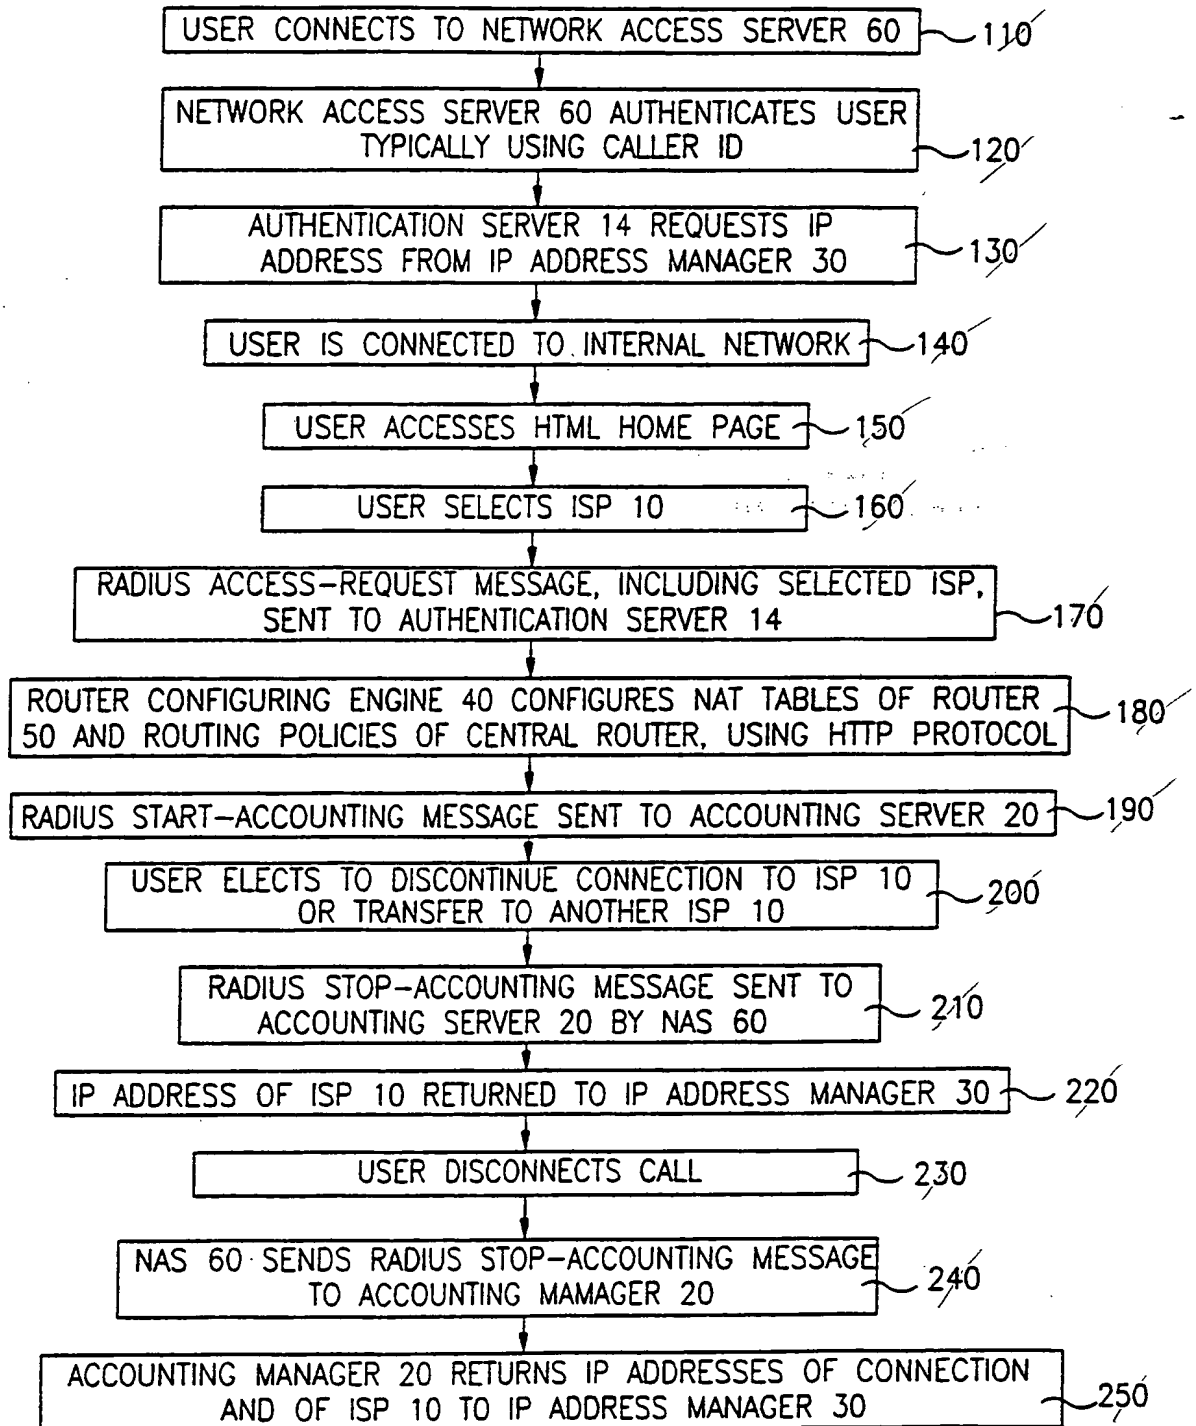 USER CONNECTS TO NETWORK ACCESS SERVER 60
110
NETWORK ACCESS SERVER 60 AUTHENTICATES USER
TYPICALLY USING CALLER ID
120
AUTHENTICATION SERVER 14 REQUESTS IP
ADDRESS FROM IP ADDRESS MANAGER 30
130
USER IS CONNECTED TO INTERNAL NETWORK
140
USER ACCESSES HTML HOME PAGE
150
USER SELECTS ISP 10
160
RADIUS ACCESS-REQUEST MESSAGE, INCLUDING SELECTED ISP,
SENT TO AUTHENTICATION SERVER 14
170
ROUTER CONFIGURING ENGINE 40 CONFIGURES NAT TABLES OF ROUTER
50 AND ROUTING POLICIES OF CENTRAL ROUTER, USING HTTP PROTOCOL
180
RADIUS START-ACCOUNTING MESSAGE SENT TO ACCOUNTING SERVER 20
190
USER ELECTS TO DISCONTINUE CONNECTION TO ISP 10
OR TRANSFER TO ANOTHER ISP 10
200
RADIUS STOP-ACCOUNTING MESSAGE SENT TO
ACCOUNTING SERVER 20 BY NAS 60
210
IP ADDRESS OF ISP 10 RETURNED TO IP ADDRESS MANAGER 30
220
USER DISCONNECTS CALL
230
NAS 60 SENDS RADIUS STOP-ACCOUNTING MESSAGE
TO ACCOUNTING MAMAGER 20
240
ACCOUNTING MANAGER 20 RETURNS IP ADDRESSES OF CONNECTION
AND OF ISP 10 TO IP ADDRESS MANAGER 30
250